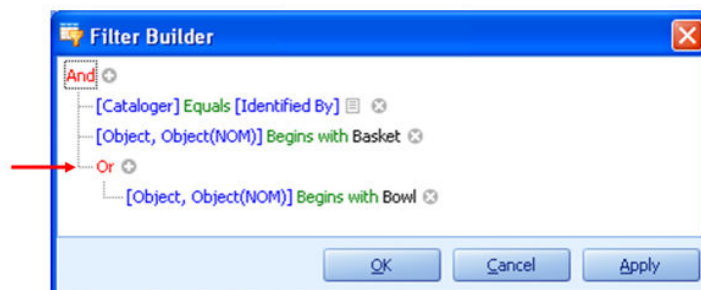 Filter Builder
And
[Cataloger] Equals [Identified By]
[Object, Object(NOM)] Begins with Basket
Or
[Object, Object(NOM)] Begins with Bowl
OK Cancel Apply